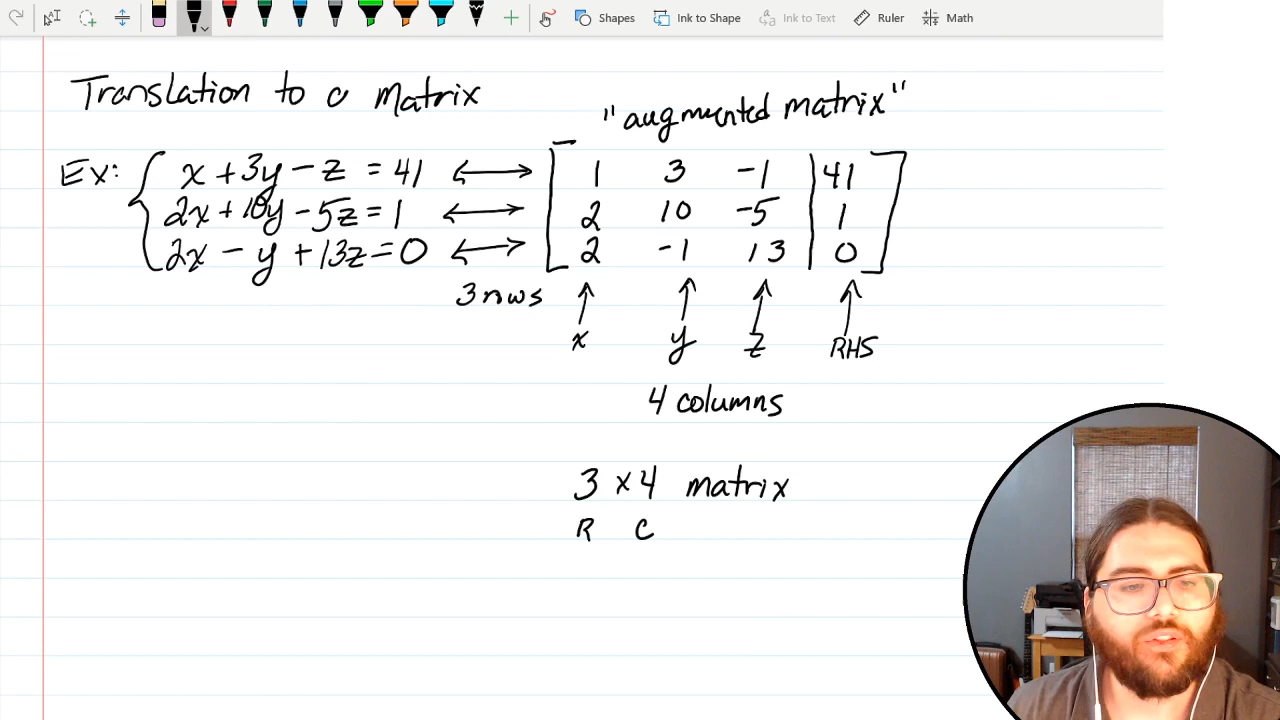 Shapes Ink to Shape Ink to Text Ruler Math
Translation to a Matrix
"augmented matrix"
Ex: x + 3y - z = 41 ↔ [ 1 3 -1 | 41 ]
2x + 10y - 5z = 1 ↔ [ 2 10 -5 | 1 ]
2x - y + 13z = 0 ↔ [ 2 -1 13 | 0 ]
3 rows
x y z RHS
4 columns
3 x 4 matrix
R C